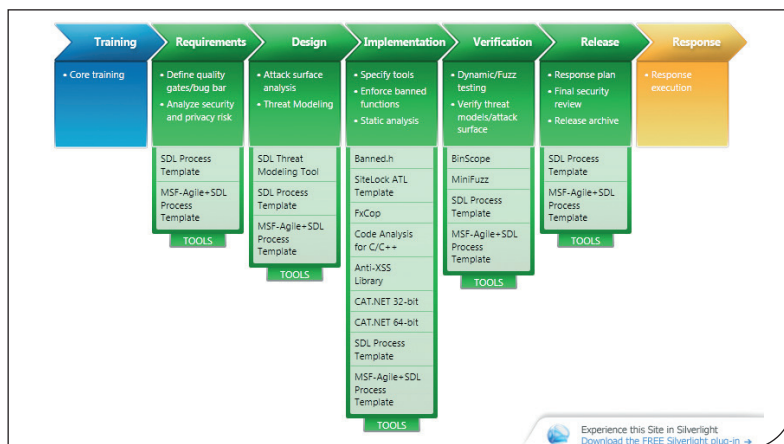 Training
Requirements
Design
Implementation
Verification
Release
Response
• Core training
• Define quality
gates/bug bar
• Analyze security
and privacy risk
• Attack surface
analysis
• Threat Modeling
• Specify tools
• Enforce banned
functions
• Static analysis
• Dynamic/Fuzz
testing
• Verify threat
models/attack
surface
• Response plan
• Final security
review
• Release archive
• Response
execution
SDL Process
Template
MSF-Agile+SDL
Process
Template
TOOLS
SDL Threat
Modeling Tool
SDL Process
Template
MSF-Agile+SDL
Process
Template
TOOLS
Banned.h
SiteLock ATL
Template
FxCop
Code Analysis
for C/C++
Anti-XSS
Library
CAT.NET 32-bit
CAT.NET 64-bit
SDL Process
Template
MSF-Agile+SDL
Process
Template
TOOLS
BinScope
MiniFuzz
SDL Process
Template
MSF-Agile+SDL
Process
Template
TOOLS
SDL Process
Template
MSF-Agile+SDL
Process
Template
TOOLS
Experience this Site in Silverlight
Download the FREE Silverlight plug-in →